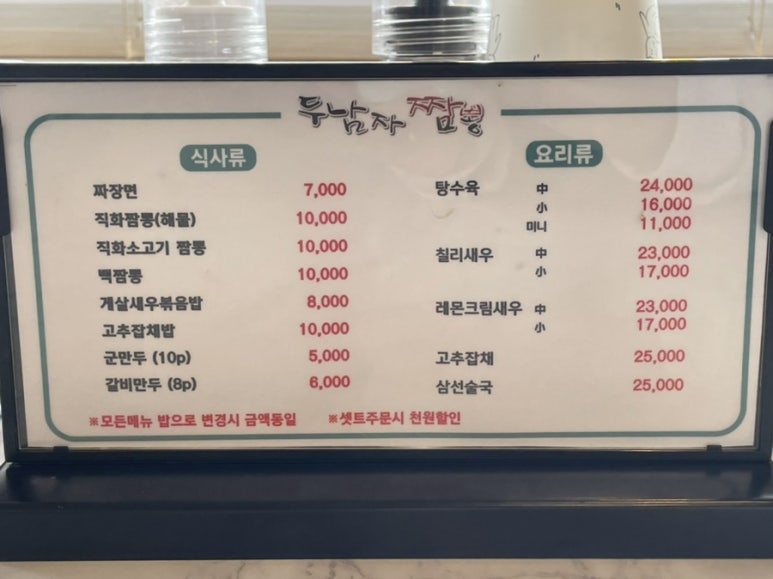 두남자 짬뽕
식사류
짜장면 7,000
직화짬뽕(해물) 10,000
직화소고기 짬뽕 10,000
백짬뽕 10,000
게살새우볶음밥 8,000
고추잡채밥 10,000
군만두 (10p) 5,000
갈비만두 (8p) 6,000
요리류
탕수육 中 24,000
小 16,000
미니 11,000
칠리새우 中 23,000
小 17,000
레몬크림새우 中 23,000
小 17,000
고추잡채 25,000
삼선술국 25,000
※모든메뉴 밥으로 변경시 금액동일 ※셋트주문시 천원할인